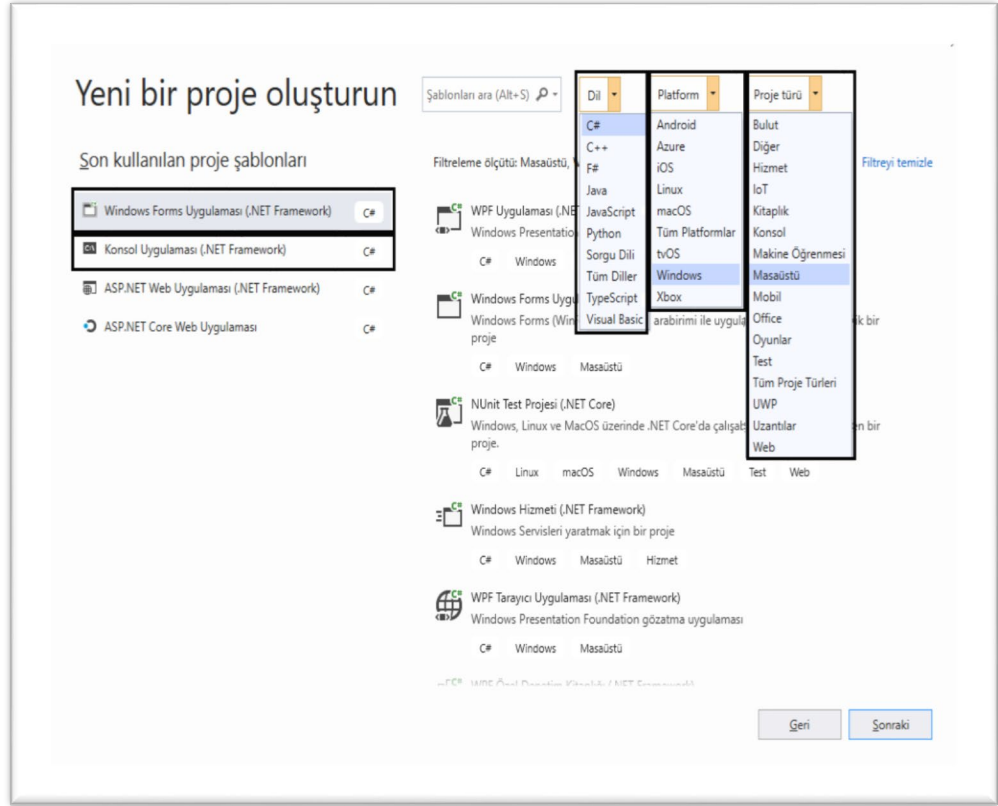 Yeni bir proje oluşturun
Şablonları ara (Alt+S)
Dil
Platform
Proje türü
C#
C++
F#
Java
JavaScript
Python
Sorgu Dili
Tüm Diller
TypeScript
Visual Basic
Android
Azure
iOS
Linux
macOS
Tüm Platformlar
tvOS
Windows
Xbox
Bulut
Diğer
Hizmet
IoT
Kitaplık
Konsol
Makine Öğrenmesi
Masaüstü
Mobil
Office
Oyunlar
Test
Tüm Proje Türleri
UWP
Uzantılar
Web
Son kullanılan proje şablonları
Windows Forms Uygulaması (.NET Framework) C#
Konsol Uygulaması (.NET Framework) C#
ASP.NET Web Uygulaması (.NET Framework) C#
ASP.NET Core Web Uygulaması C#
Filtreleme ölçütü: Masaüstü,
Filtreyi temizle
WPF Uygulaması (.NE
Windows Presentatio
C# Windows
Windows Forms Uygu
Windows Forms (Win arabirimi ile uygula ik bir
proje
C# Windows Masaüstü
NUnit Test Projesi (.NET Core)
Windows, Linux ve MacOS üzerinde .NET Core'da çalışab en bir
proje.
C# Linux macOS Windows Masaüstü Test Web
Windows Hizmeti (.NET Framework)
Windows Servisleri yaratmak için bir proje
C# Windows Masaüstü Hizmet
WPF Tarayıcı Uygulaması (.NET Framework)
Windows Presentation Foundation gözatma uygulaması
C# Windows Masaüstü
Geri
Sonraki